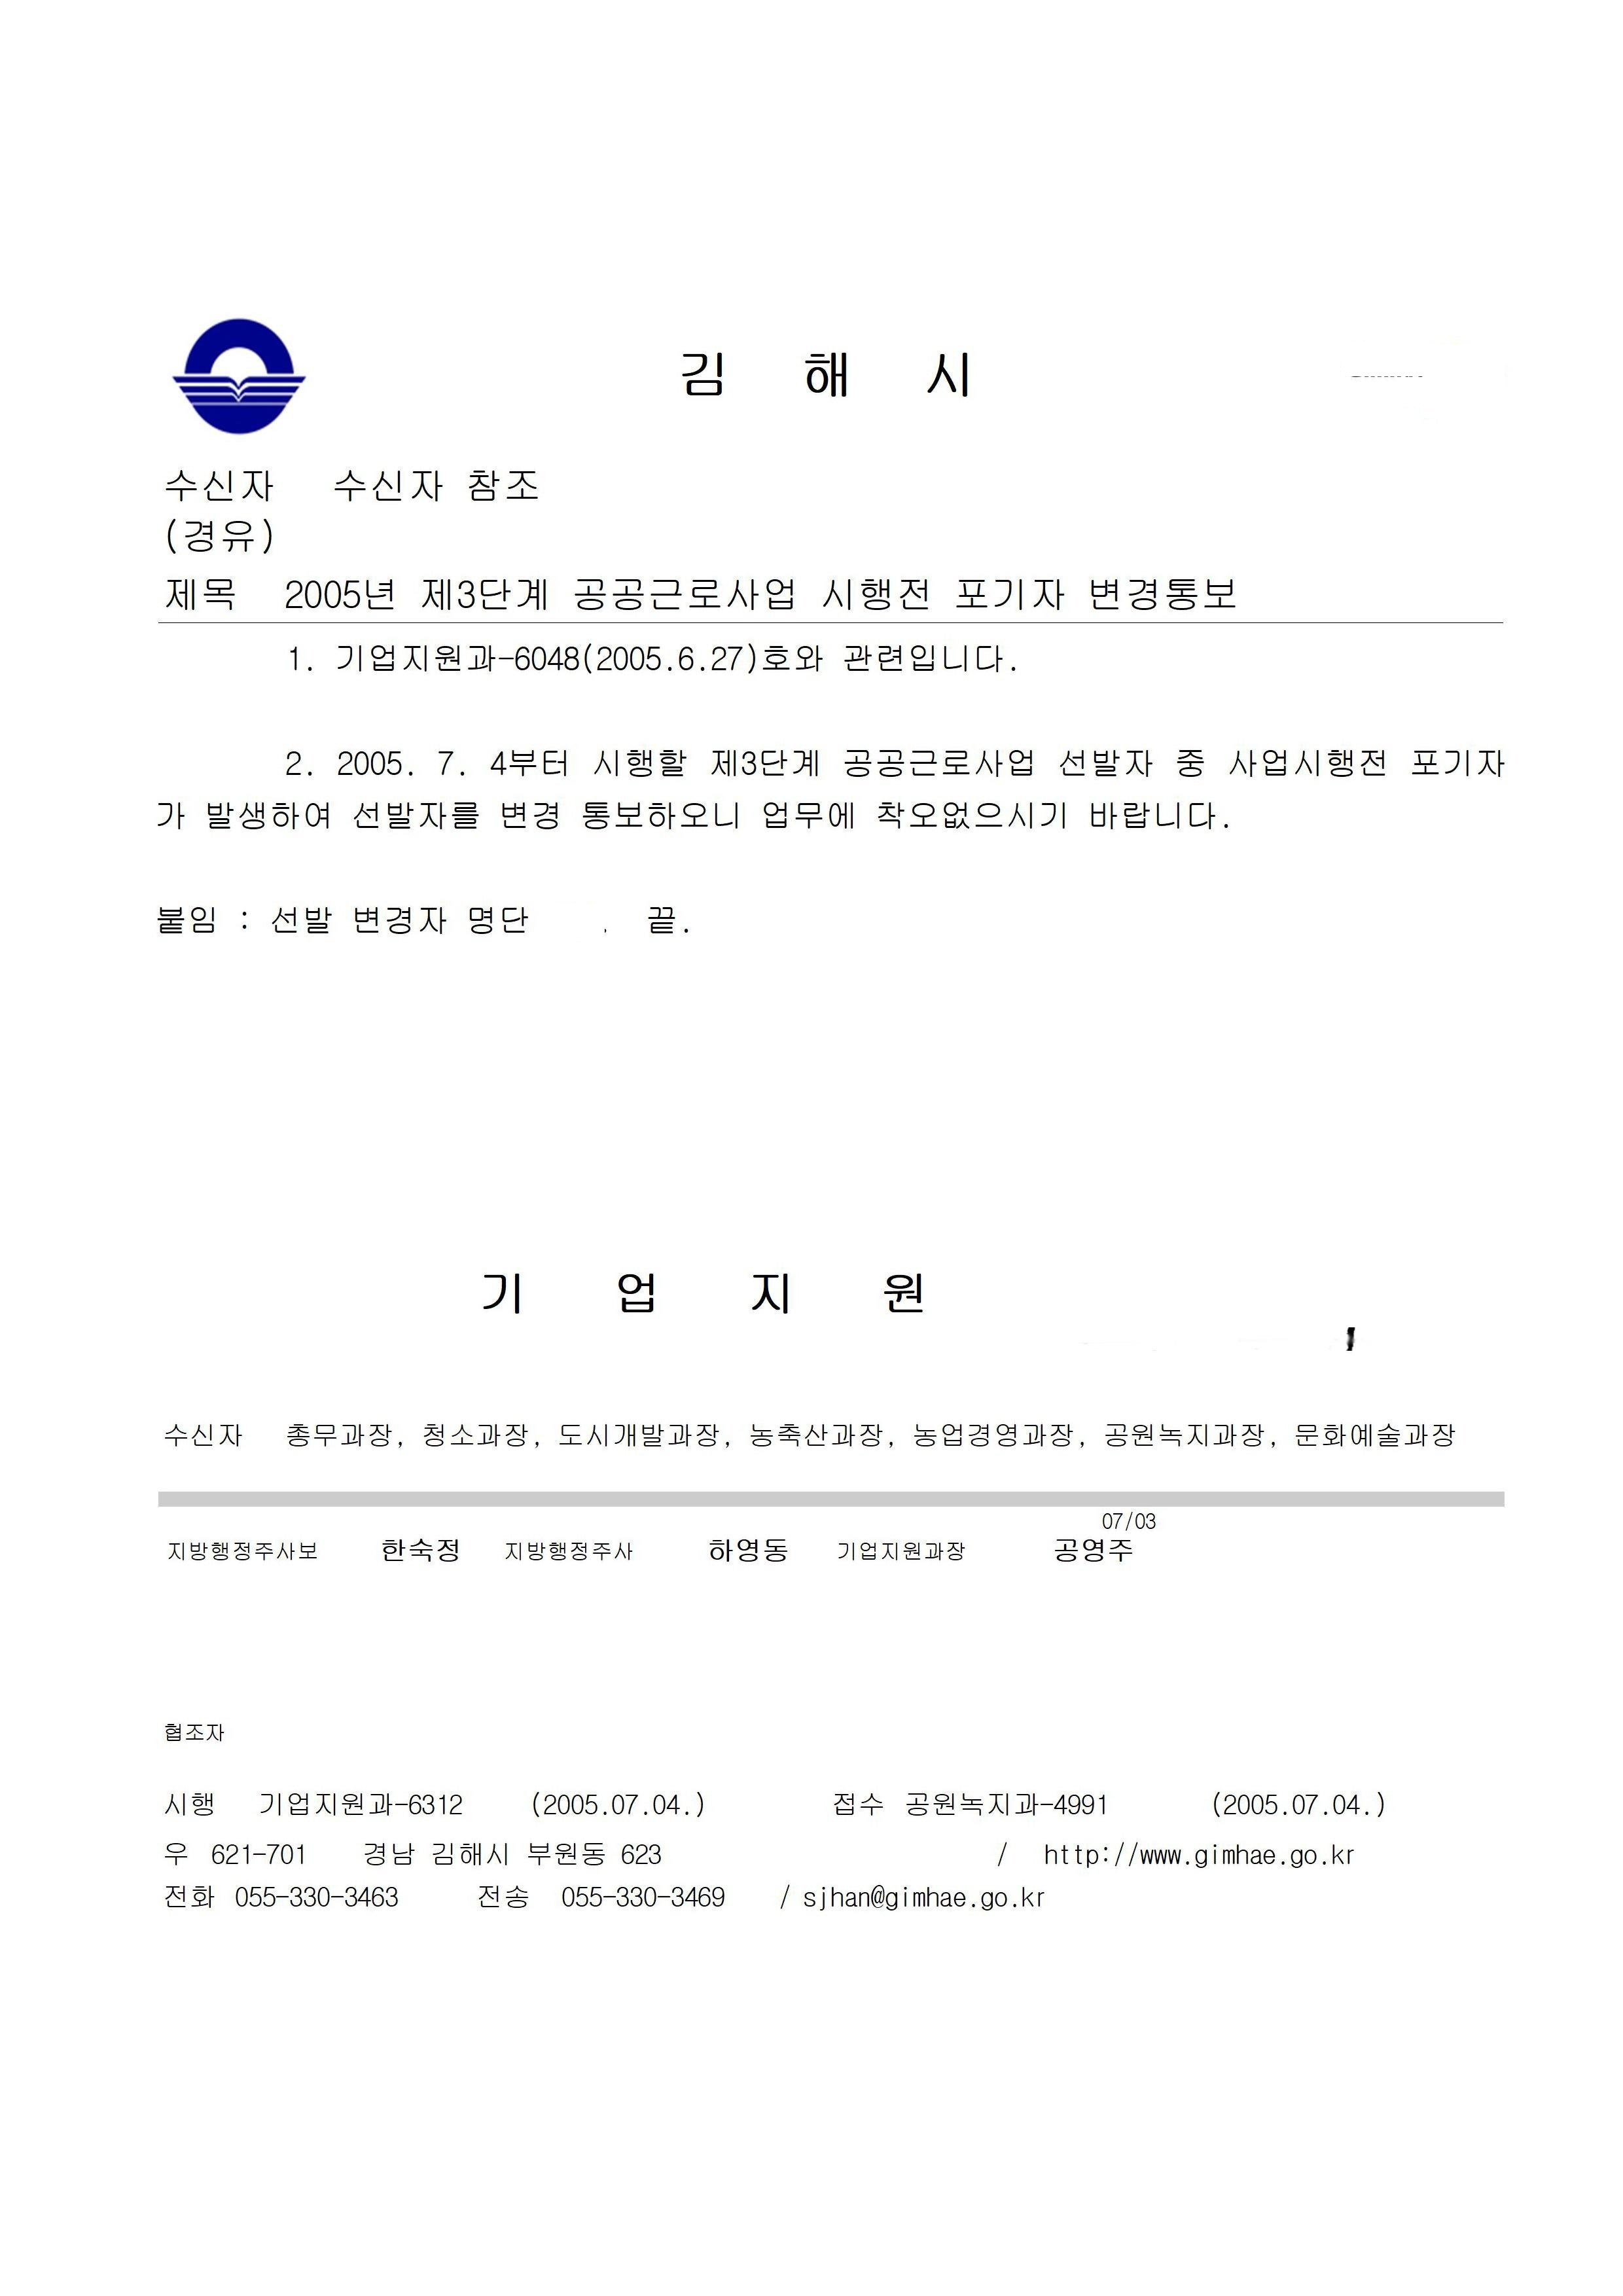 김 해 시
수신자 수신자 참조
(경유)
제목 2005년 제3단계 공공근로사업 시행전 포기자 변경통보
1. 기업지원과-6048(2005.6.27)호와 관련입니다.
2. 2005. 7. 4부터 시행할 제3단계 공공근로사업 선발자 중 사업시행전 포기자
가 발생하여 선발자를 변경 통보하오니 업무에 착오없으시기 바랍니다.
붙임 : 선발 변경자 명단 . 끝.
기 업 지 원
수신자 총무과장, 청소과장, 도시개발과장, 농축산과장, 농업경영과장, 공원녹지과장, 문화예술과장
07/03
지방행정주사보 한숙정 지방행정주사 하영동 기업지원과장 공영주
협조자
시행 기업지원과-6312 (2005.07.04.) 접수 공원녹지과-4991 (2005.07.04.)
우 621-701 경남 김해시 부원동 623 / http://www.gimhae.go.kr
전화 055-330-3463 전송 055-330-3469 / sjhan@gimhae.go.kr